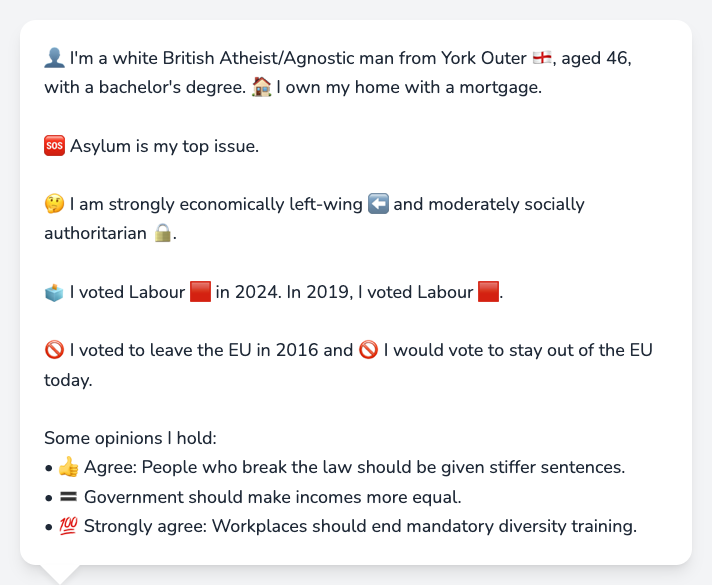 👤 I'm a white British Atheist/Agnostic man from York Outer 🏴󠁧󠁢󠁥󠁮󠁧󠁿, aged 46,
with a bachelor's degree. 🏠 I own my home with a mortgage.
🆘 Asylum is my top issue.
🤔 I am strongly economically left-wing ⬅️ and moderately socially
authoritarian 🔒.
🗳️ I voted Labour 🟥 in 2024. In 2019, I voted Labour 🟥.
🚫 I voted to leave the EU in 2016 and 🚫 I would vote to stay out of the EU
today.
Some opinions I hold:
• 👍 Agree: People who break the law should be given stiffer sentences.
• 🟰 Government should make incomes more equal.
• 💯 Strongly agree: Workplaces should end mandatory diversity training.